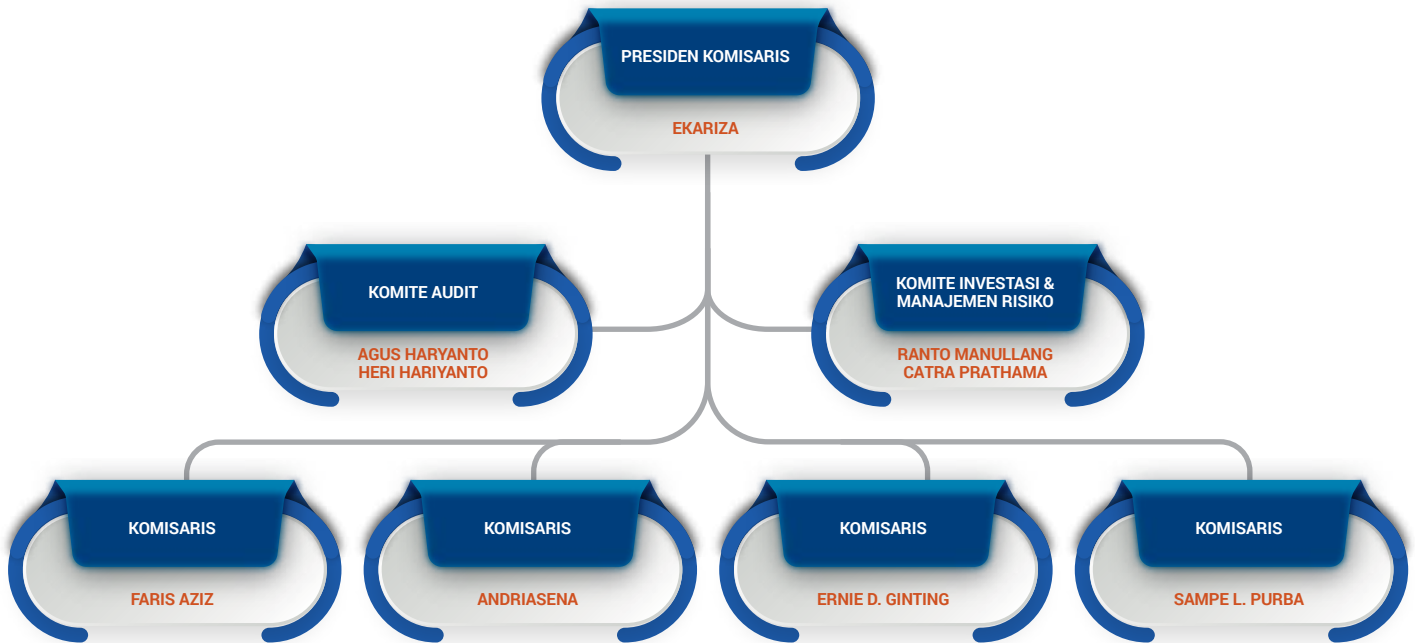 PRESIDEN KOMISARIS
EKARIZA
KOMITE AUDIT
AGUS HARYANTO
HERI HARIYANTO
KOMITE INVESTASI &
MANAJEMEN RISIKO
RANTO MANULLANG
CATRA PRATHAMA
KOMISARIS
FARIS AZIZ
KOMISARIS
ANDRIASENA
KOMISARIS
ERNIE D. GINTING
KOMISARIS
SAMPE L. PURBA